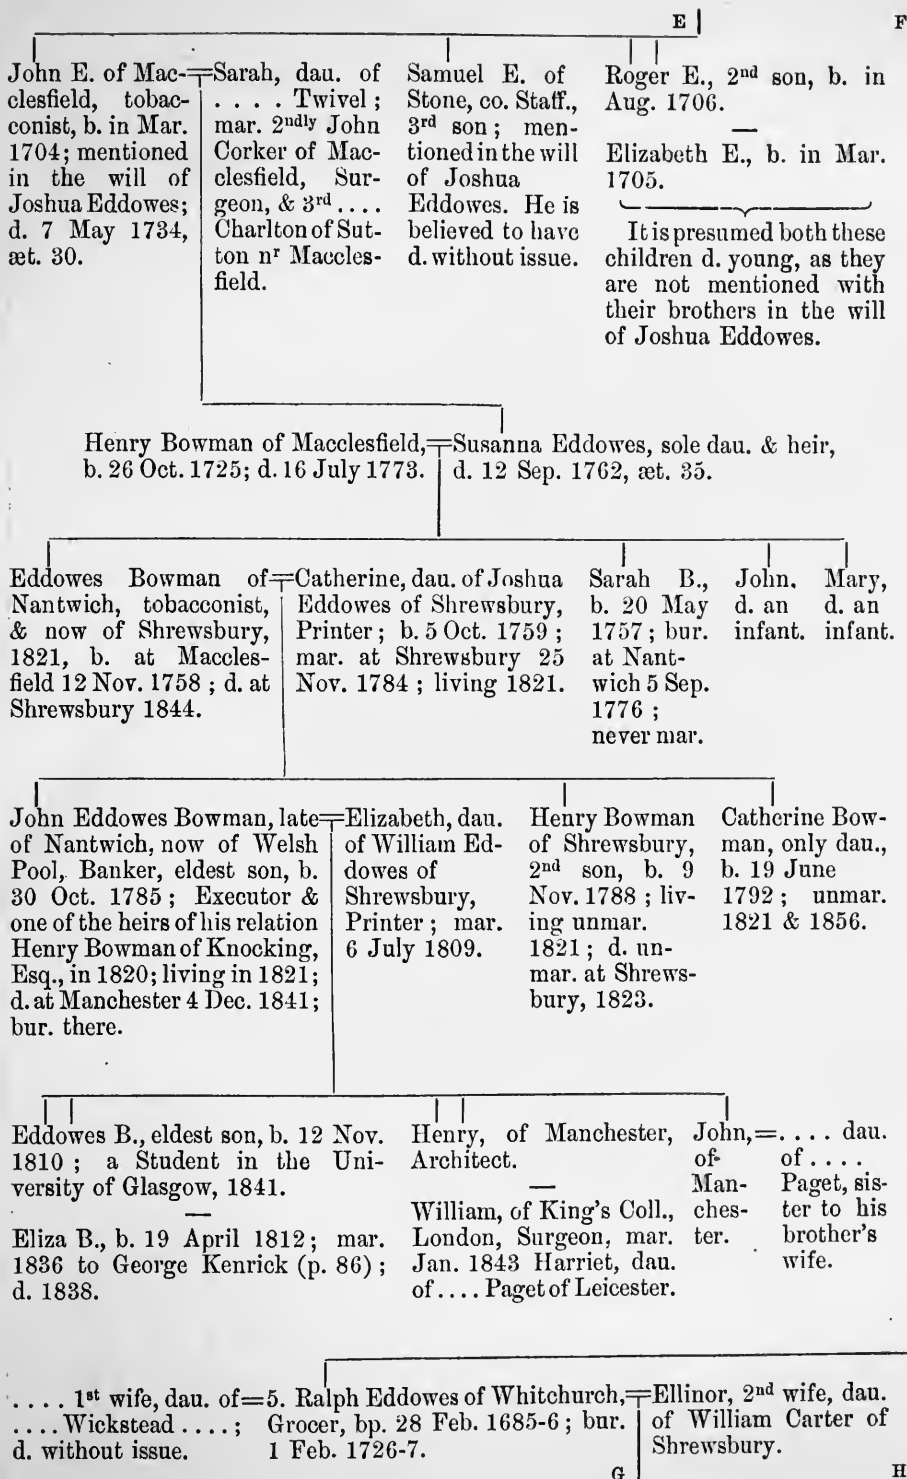 E F
John E. of Mac-
clesfield, tobac-
conist, b. in Mar.
1704; mentioned
in the will of
Joshua Eddowes;
d. 7 May 1734,
æt. 30.
Sarah, dau. of
. . . . Twivel;
mar. 2ndly John
Corker of Mac-
clesfield, Sur-
geon, & 3rd . . . .
Charlton of Sut-
ton nr Maccles-
field.
Samuel E. of
Stone, co. Staff.,
3rd son; men-
tioned in the will
of Joshua
Eddowes. He is
believed to have
d. without issue.
Roger E., 2nd son, b. in
Aug. 1706.
—
Elizabeth E., b. in Mar.
1705.
It is presumed both these
children d. young, as they
are not mentioned with
their brothers in the will
of Joshua Eddowes.
Henry Bowman of Macclesfield,
b. 26 Oct. 1725; d. 16 July 1773.
Susanna Eddowes, sole dau. & heir,
d. 12 Sep. 1762, æt. 35.
Eddowes Bowman of
Nantwich, tobacconist,
& now of Shrewsbury,
1821, b. at Maccles-
field 12 Nov. 1758; d. at
Shrewsbury 1844.
Catherine, dau. of Joshua
Eddowes of Shrewsbury,
Printer; b. 5 Oct. 1759;
mar. at Shrewsbury 25
Nov. 1784; living 1821.
Sarah B.,
b. 20 May
1757; bur.
at Nant-
wich 5 Sep.
1776;
never mar.
John,
d. an
infant.
Mary,
d. an
infant.
John Eddowes Bowman, late
of Nantwich, now of Welsh
Pool, Banker, eldest son, b.
30 Oct. 1785; Executor &
one of the heirs of his relation
Henry Bowman of Knocking,
Esq., in 1820; living in 1821;
d. at Manchester 4 Dec. 1841;
bur. there.
Elizabeth, dau.
of William Ed-
dowes of
Shrewsbury,
Printer; mar.
6 July 1809.
Henry Bowman
of Shrewsbury,
2nd son, b. 9
Nov. 1788; liv-
ing unmar.
1821; d. un-
mar. at Shrews-
bury, 1823.
Catherine Bow-
man, only dau.,
b. 19 June
1792; unmar.
1821 & 1856.
Eddowes B., eldest son, b. 12 Nov.
1810; a Student in the Uni-
versity of Glasgow, 1841.
—
Eliza B., b. 19 April 1812; mar.
1836 to George Kenrick (p. 86);
d. 1838.
Henry, of Manchester,
Architect.
—
William, of King's Coll.,
London, Surgeon, mar.
Jan. 1843 Harriet, dau.
of . . . . Paget of Leicester.
John,
of
Man-
ches-
ter.
=. . . . dau.
of . . . .
Paget, sis-
ter to his
brother's
wife.
. . . . 1st wife, dau. of
. . . . Wickstead . . . .;
d. without issue.
=5. Ralph Eddowes of Whitchurch,
Grocer, bp. 28 Feb. 1685-6; bur.
1 Feb. 1726-7.
Ellinor, 2nd wife, dau.
of William Carter of
Shrewsbury.
G H